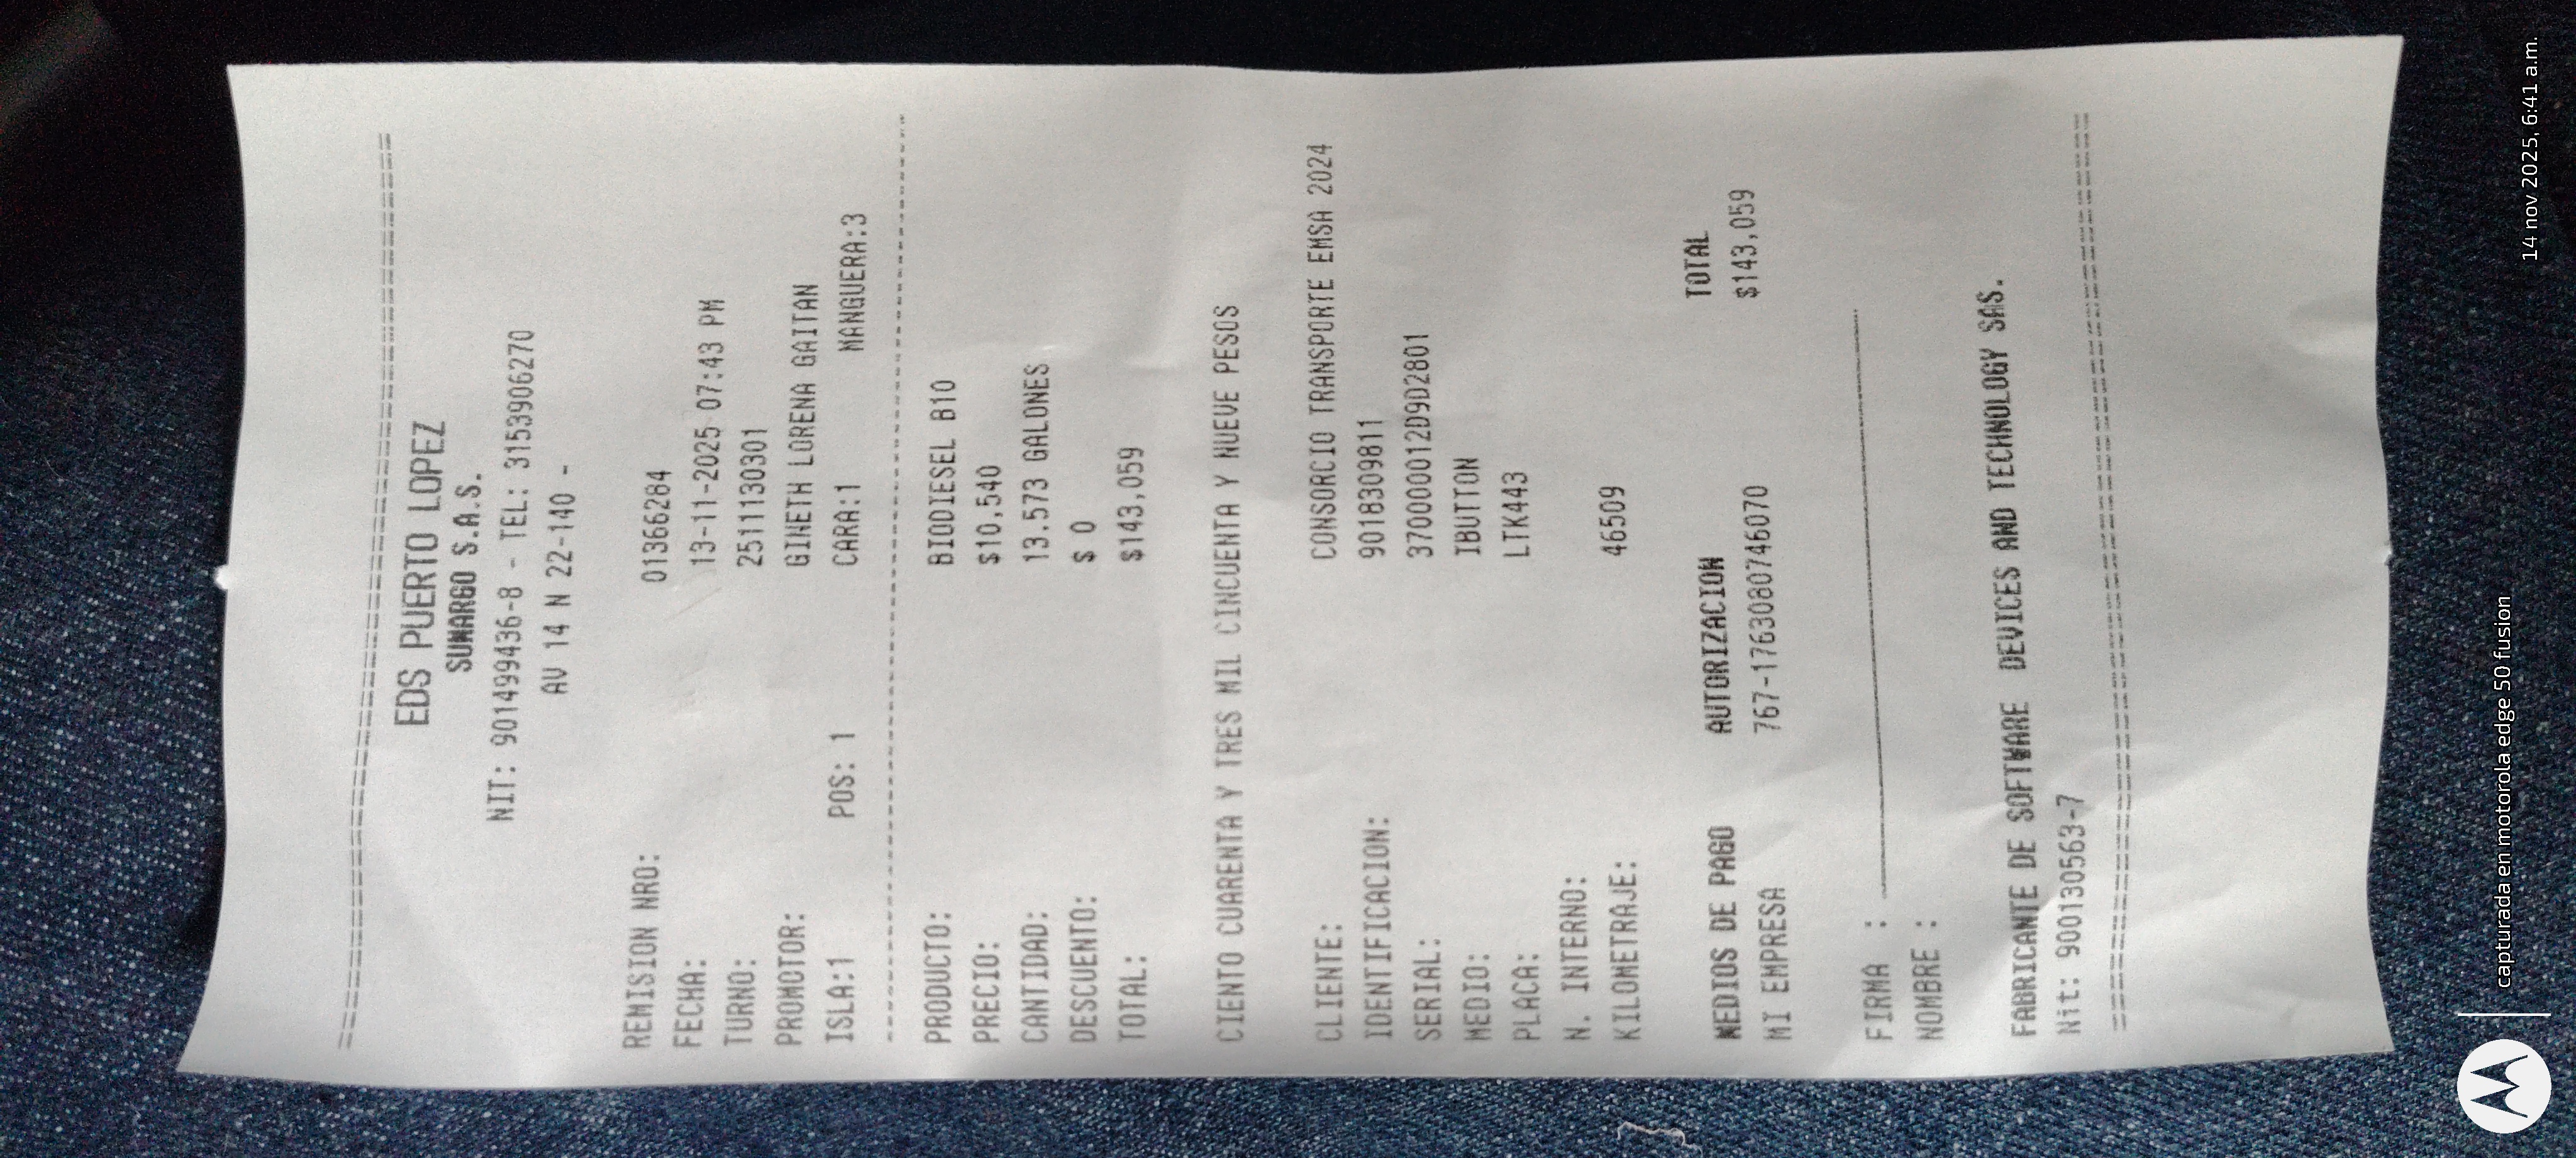 EDS PUERTO LOPEZ
SUMARGO S.A.S.
NIT: 901499436-8 - TEL: 3153906270
AV 14 N 22-140 -
REMISION NRO: 01366284
FECHA: 13-11-2025 07:43 PM
TURNO: 2511130301
PROMOTOR: GINETH LORENA GAITAN
ISLA:1 POS: 1 CARA:1 MANGUERA:3
PRODUCTO: BIODIESEL B10
PRECIO: $10,540
CANTIDAD: 13.573 GALONES
DESCUENTO: $ 0
TOTAL: $143,059
CIENTO CUARENTA Y TRES MIL CINCUENTA Y NUEVE PESOS
CLIENTE: CONSORCIO TRANSPORTE EMSA 2024
IDENTIFICACION: 9018309811
SERIAL: 3700000012D9D2801
MEDIO: IBUTTON
PLACA: LTK443
N. INTERNO:
KILOMETRAJE: 46509
MEDIOS DE PAGO AUTORIZACION TOTAL
MI EMPRESA 767-1763080746070 $143,059
FIRMA :
NOMBRE :
FABRICANTE DE SOFTWARE DEVICES AND TECHNOLOGY SAS.
Nit: 900130563-7
capturada en motorola edge 50 fusion
14 nov 2025, 6:41 a.m.